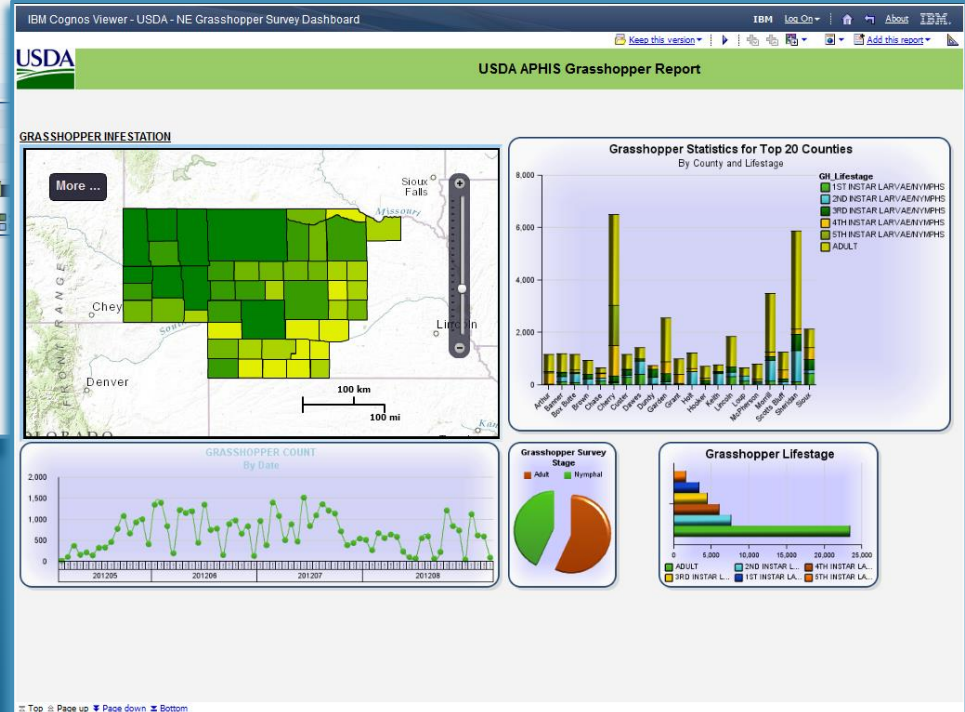 IBM Cognos Viewer - USDA - NE Grasshopper Survey Dashboard
IBM Log On About IBM.
Keep this version Add this report
USDA
USDA APHIS Grasshopper Report
GRASSHOPPER INFESTATION
More ...
Sioux
Falls
Missouri
FRONT RANGE
Chey
South
Lincoln
Denver
100 km
100 mi
COLORADO
Kan
Grasshopper Statistics for Top 20 Counties
By County and Lifestage
8,000
6,000
4,000
2,000
0
GH_Lifestage
1ST INSTAR LARVAE/NYMPHS
2ND INSTAR LARVAE/NYMPHS
3RD INSTAR LARVAE/NYMPHS
4TH INSTAR LARVAE/NYMPHS
5TH INSTAR LARVAE/NYMPHS
ADULT
Arthur Banner Box Butte Brown Chase Cherry Custer Dawes Dundy Garden Grant Holt Hooker Keith Lincoln Loup McPherson Morrill Scotts Bluff Sheridan Sioux
GRASSHOPPER COUNT
By Date
2,000
1,500
1,000
500
0
201205 201206 201207 201208
Grasshopper Survey
Stage
Adult Nymphal
Grasshopper Lifestage
0 5,000 10,000 15,000 20,000 25,000
ADULT 2ND INSTAR L... 4TH INSTAR LA...
3RD INSTAR L... 1ST INSTAR LA... 5TH INSTAR LA...
Top Page up Page down Bottom